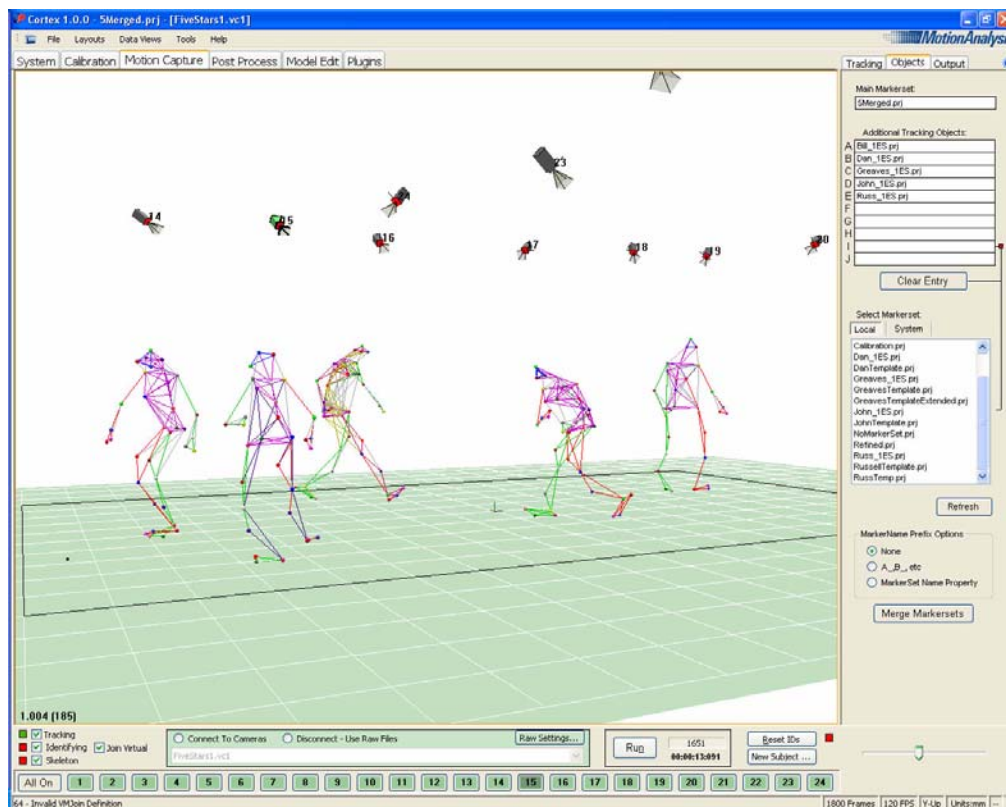 Cortex 1.0.0 - 5Merged.prj - [FiveStars1.vc1]
File Layouts Data Views Tools Help
MotionAnalysis
System Calibration Motion Capture Post Process Model Edit Plugins
Tracking Objects Output
Main Markerset:
5Merged.prj
Additional Tracking Objects:
A Bill_1ES.prj
B Dan_1ES.prj
C Greaves_1ES.prj
D John_1ES.prj
E Russ_1ES.prj
F
G
H
I
J
Clear Entry
Select Markerset:
Local System
Calibration.prj
Dan_1ES.prj
DanTemplate.prj
Greaves_1ES.prj
GreavesTemplate.prj
GreavesTemplateExtended.prj
John_1ES.prj
JohnTemplate.prj
NoMarkerSet.prj
Refined.prj
Russ_1ES.prj
RussellTemplate.prj
RussTemp.prj
Refresh
MarkerName Prefix Options
None
A_,B_, etc
MarkerSet Name Property
Merge Markersets
23
14 15 16 17 18 19 20
1.004 (185)
Tracking
Identifying Join Virtual
Skeleton
Connect To Cameras Disconnect - Use Raw Files Raw Settings...
FiveStars1.vc1
Run
1651
00:00:13:091
Reset IDs
New Subject ...
All On 1 2 3 4 5 6 7 8 9 10 11 12 13 14 15 16 17 18 19 20 21 22 23 24
64 - Invalid VMJoin Definition
1800 Frames 120 FPS Y-Up Units:mm